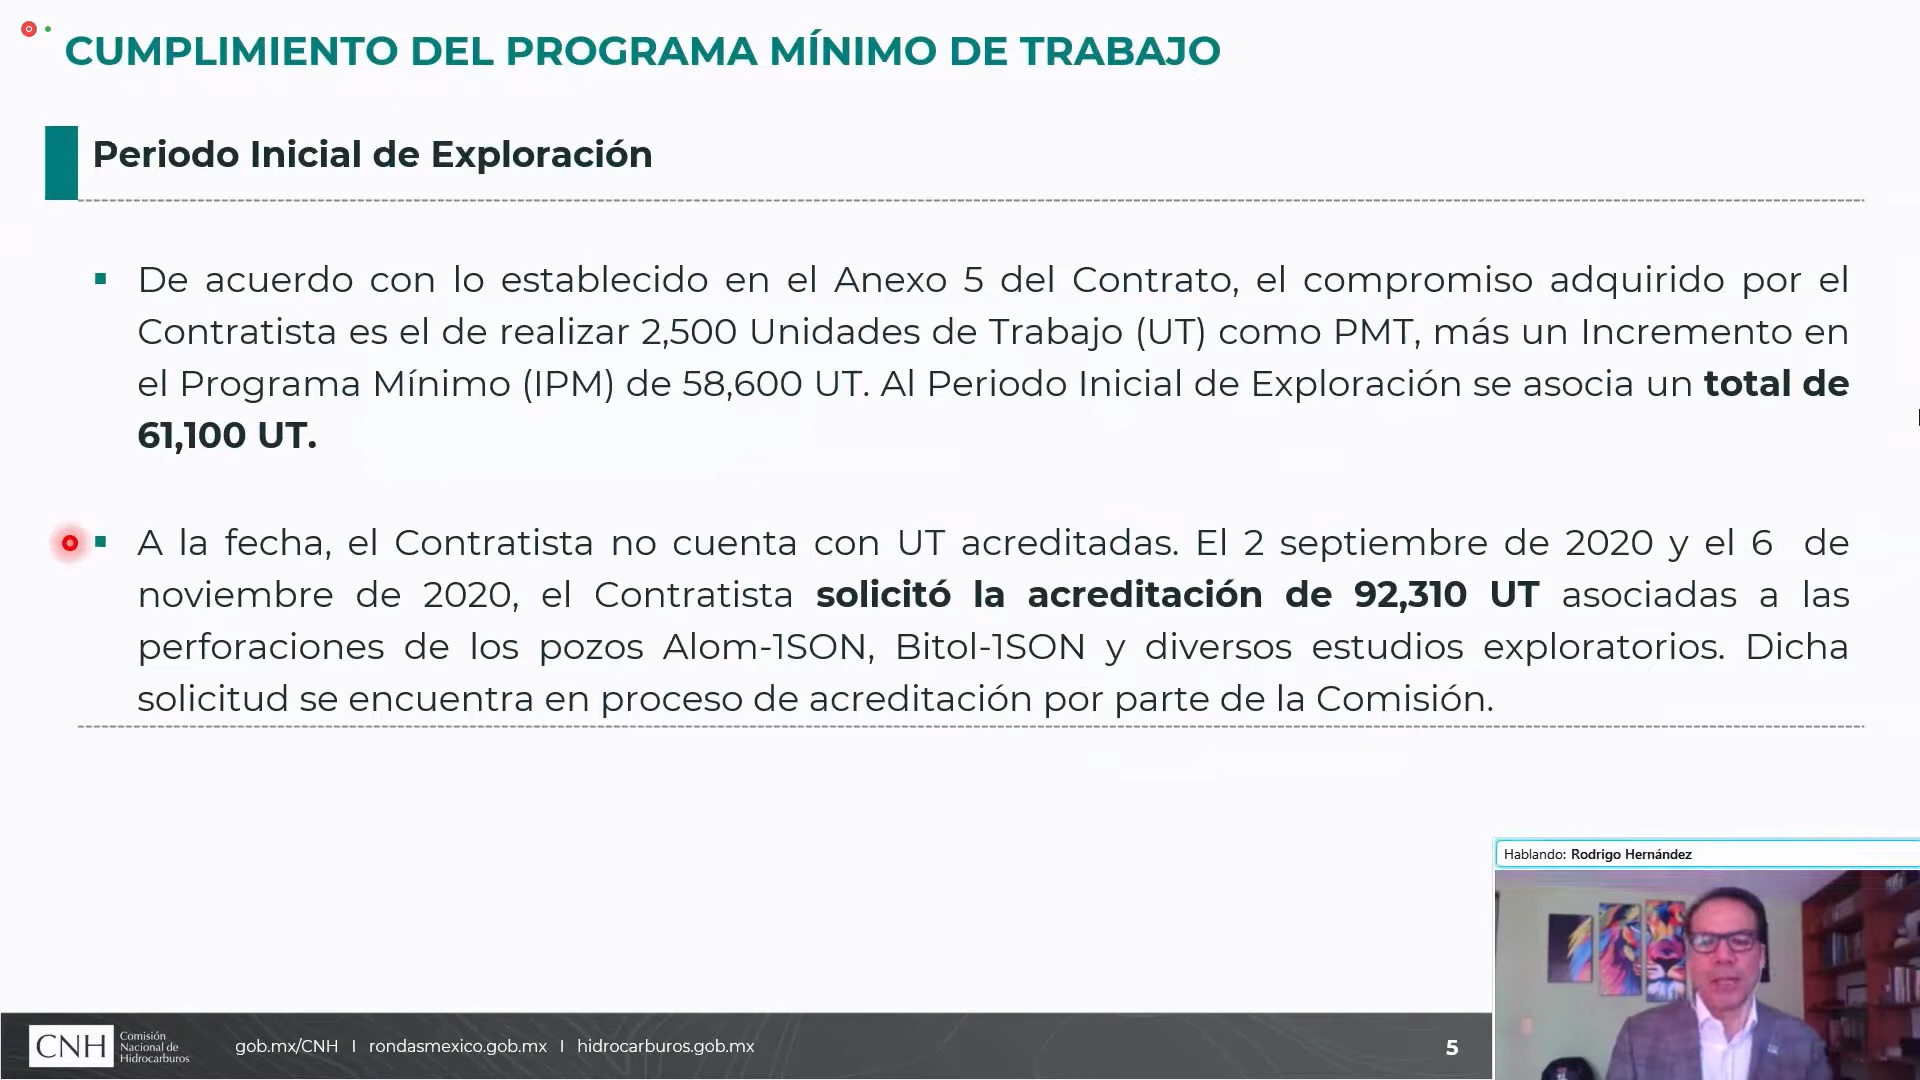 CUMPLIMIENTO DEL PROGRAMA MÍNIMO DE TRABAJO
Periodo Inicial de Exploración
▪ De acuerdo con lo establecido en el Anexo 5 del Contrato, el compromiso adquirido por el
Contratista es el de realizar 2,500 Unidades de Trabajo (UT) como PMT, más un Incremento en
el Programa Mínimo (IPM) de 58,600 UT. Al Periodo Inicial de Exploración se asocia un total de
61,100 UT.
▪ A la fecha, el Contratista no cuenta con UT acreditadas. El 2 septiembre de 2020 y el 6 de
noviembre de 2020, el Contratista solicitó la acreditación de 92,310 UT asociadas a las
perforaciones de los pozos Alom-1SON, Bitol-1SON y diversos estudios exploratorios. Dicha
solicitud se encuentra en proceso de acreditación por parte de la Comisión.
Hablando: Rodrigo Hernández
CNH
Comisión
Nacional de
Hidrocarburos
gob.mx/CNH I rondasmexico.gob.mx I hidrocarburos.gob.mx
5